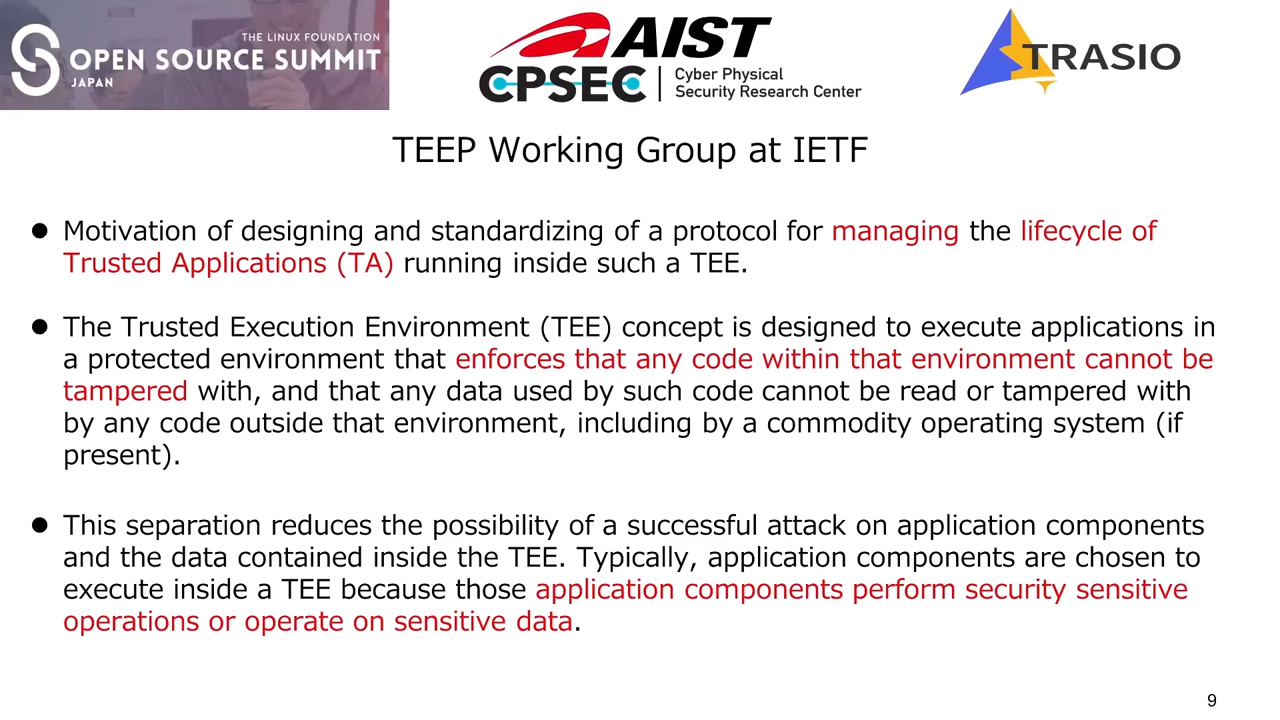 THE LINUX FOUNDATION
OPEN SOURCE SUMMIT
JAPAN
AIST
CPSEC
Cyber Physical
Security Research Center
TRASIO
TEEP Working Group at IETF
● Motivation of designing and standardizing of a protocol for managing the lifecycle of
Trusted Applications (TA) running inside such a TEE.
● The Trusted Execution Environment (TEE) concept is designed to execute applications in
a protected environment that enforces that any code within that environment cannot be
tampered with, and that any data used by such code cannot be read or tampered with
by any code outside that environment, including by a commodity operating system (if
present).
● This separation reduces the possibility of a successful attack on application components
and the data contained inside the TEE. Typically, application components are chosen to
execute inside a TEE because those application components perform security sensitive
operations or operate on sensitive data.
9